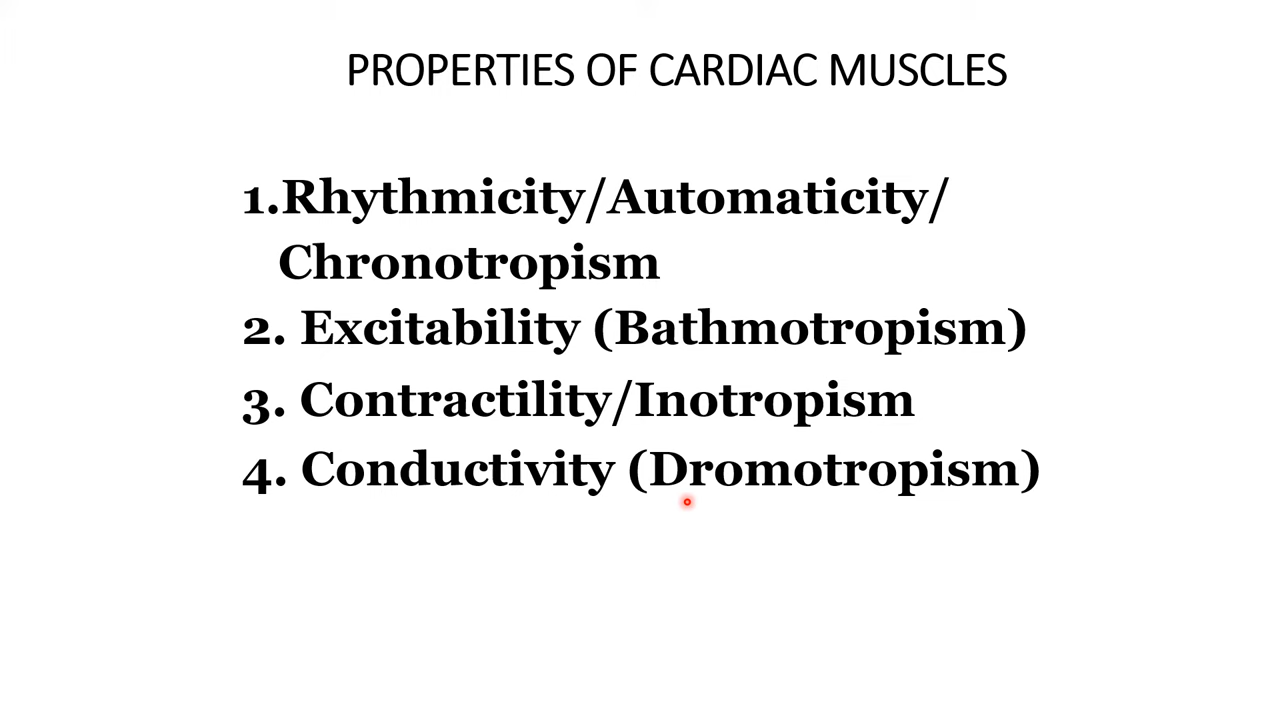 PROPERTIES OF CARDIAC MUSCLES
1.Rhythmicity/Automaticity/
Chronotropism
2. Excitability (Bathmotropism)
3. Contractility/Inotropism
4. Conductivity (Dromotropism)